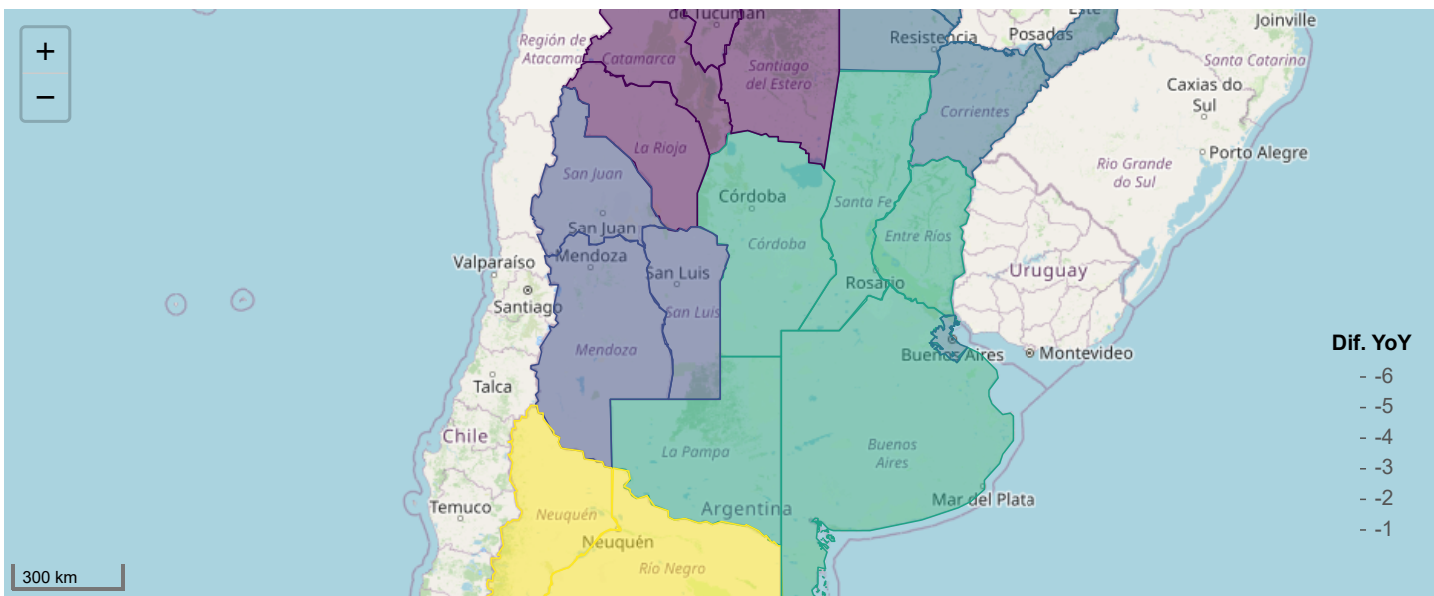 de Tucumán
Este
Joinville
Resistencia
Posadas
Región de
Atacama
Catamarca
Santiago
del Estero
Santa Catarina
+
−
Caxias do
Sul
Corrientes
La Rioja
Porto Alegre
Rio Grande
do Sul
San Juan
Córdoba
Santa Fe
San Juan
Córdoba
Entre Ríos
Valparaíso
Mendoza
San Luis
Uruguay
Rosario
Santiago
San Luis
Mendoza
Buenos Aires
Montevideo
Dif. YoY
- -6
- -5
- -4
- -3
- -2
- -1
Talca
Chile
La Pampa
Buenos
Aires
Mar del Plata
Temuco
Neuquén
Argentina
Neuquén
Río Negro
300 km